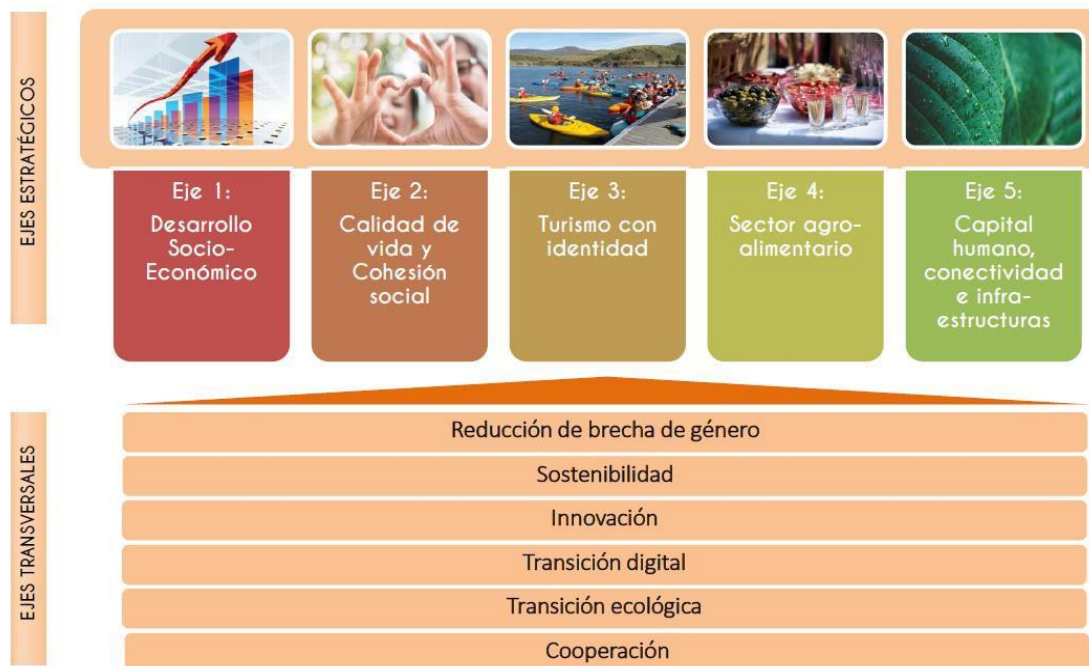 EJES ESTRATÉGICOS
Eje 1:
Desarrollo
Socio-
Económico
Eje 2:
Calidad de
vida y
Cohesión
social
Eje 3:
Turismo con
identidad
Eje 4:
Sector agro-
alimentario
Eje 5:
Capital
humano,
conectividad
e infra-
estructuras
EJES TRANSVERSALES
Reducción de brecha de género
Sostenibilidad
Innovación
Transición digital
Transición ecológica
Cooperación